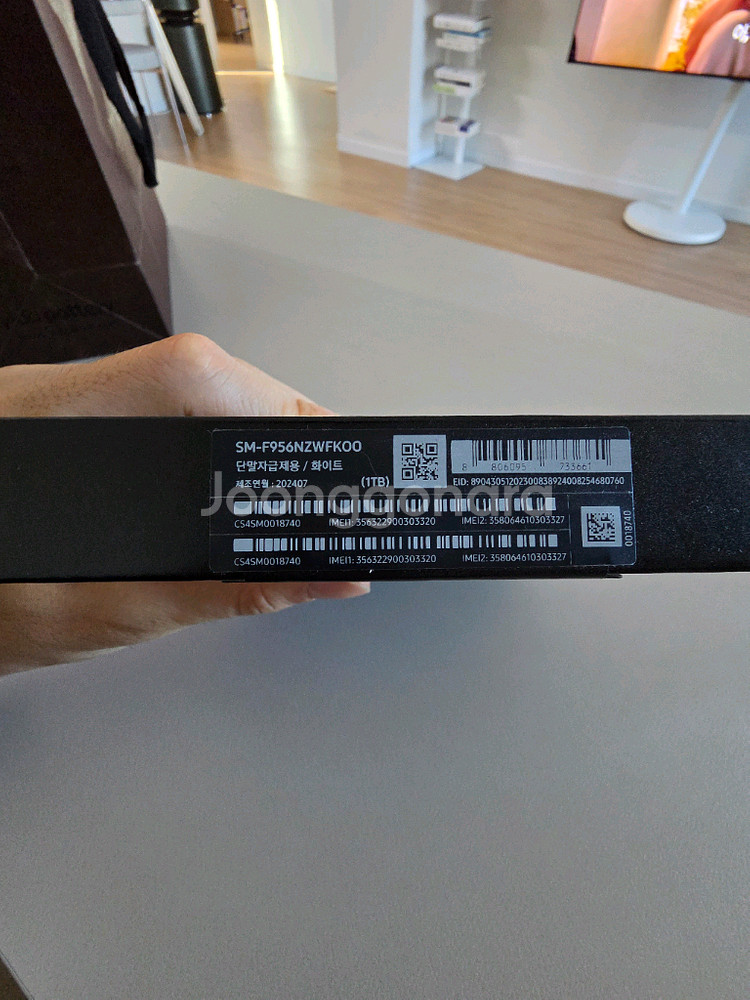 SM-F956NZWFKOO
단말자급제용 / 화이트
제조연월 : 202407
(1TB)
8 806095 733661
EID: 89043051202300838924008254680760
Joonggonara
CS4SM0018740 IMEI1: 356322900303320 IMEI2: 358064610303327
CS4SM0018740 IMEI1: 356322900303320 IMEI2: 358064610303327
0018740